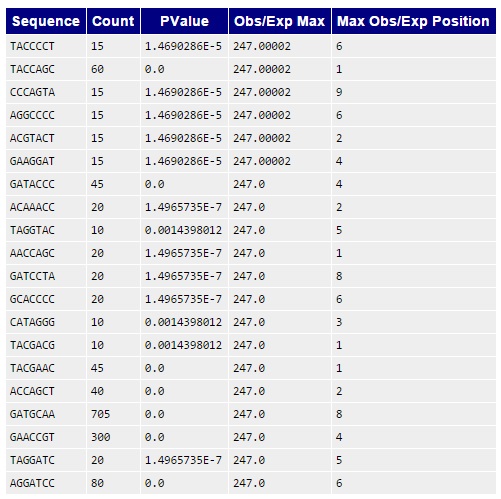 Sequence Count PValue Obs/Exp Max Max Obs/Exp Position
TACCCCT 15 1.4690286E-5 247.00002 6
TACCAGC 60 0.0 247.00002 1
CCCAGTA 15 1.4690286E-5 247.00002 9
AGGCCCC 15 1.4690286E-5 247.00002 6
ACGTACT 15 1.4690286E-5 247.00002 2
GAAGGAT 15 1.4690286E-5 247.00002 4
GATACCC 45 0.0 247.0 4
ACAAACC 20 1.4965735E-7 247.0 2
TAGGTAC 10 0.0014398012 247.0 5
AACCAGC 20 1.4965735E-7 247.0 1
GATCCTA 20 1.4965735E-7 247.0 8
GCACCCC 20 1.4965735E-7 247.0 6
CATAGGG 10 0.0014398012 247.0 3
TACGACG 10 0.0014398012 247.0 1
TACGAAC 45 0.0 247.0 1
ACCAGCT 40 0.0 247.0 2
GATGCAA 705 0.0 247.0 8
GAACCGT 300 0.0 247.0 4
TAGGATC 20 1.4965735E-7 247.0 5
AGGATCC 80 0.0 247.0 6